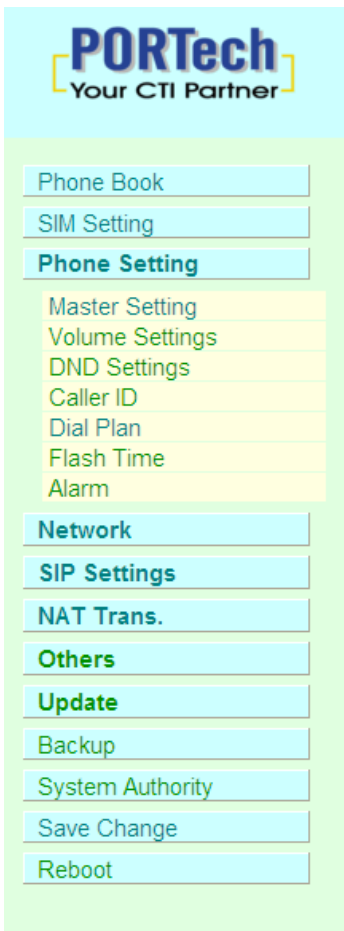 PORTech
Your CTI Partner
Phone Book
SIM Setting
Phone Setting
Master Setting
Volume Settings
DND Settings
Caller ID
Dial Plan
Flash Time
Alarm
Network
SIP Settings
NAT Trans.
Others
Update
Backup
System Authority
Save Change
Reboot